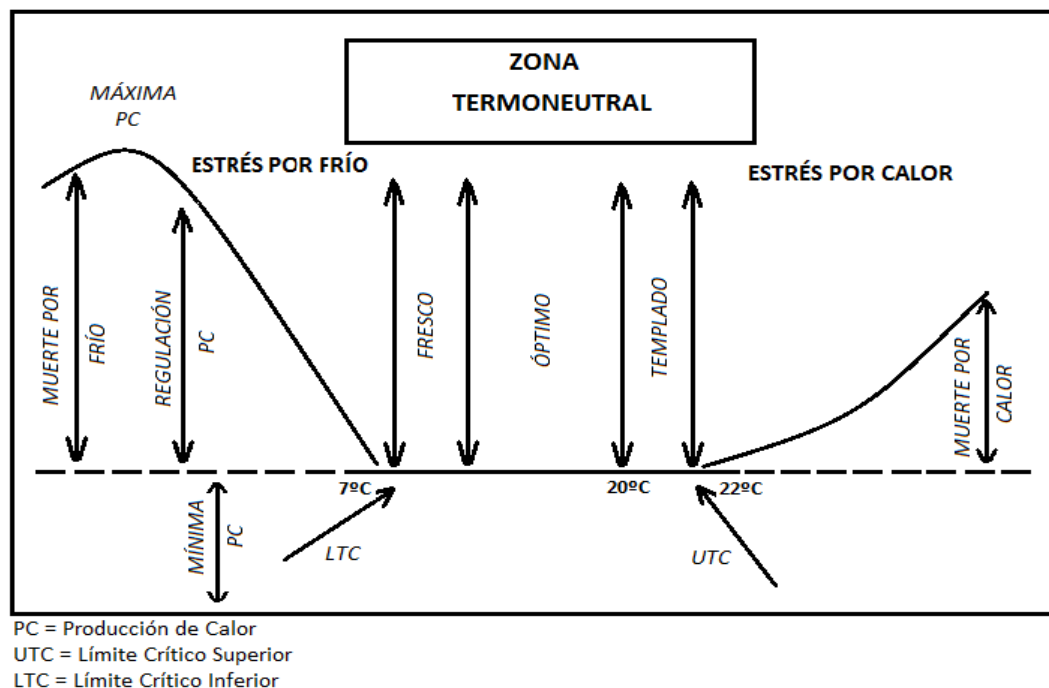 ZONA
TERMONEUTRAL
MÁXIMA
PC
ESTRÉS POR FRÍO
ESTRÉS POR CALOR
MUERTE POR
FRÍO
REGULACIÓN
PC
FRESCO
ÓPTIMO
TEMPLADO
MUERTE POR
CALOR
7ºC
20ºC
22ºC
MÍNIMA
PC
LTC
UTC
PC = Producción de Calor
UTC = Límite Crítico Superior
LTC = Límite Crítico Inferior